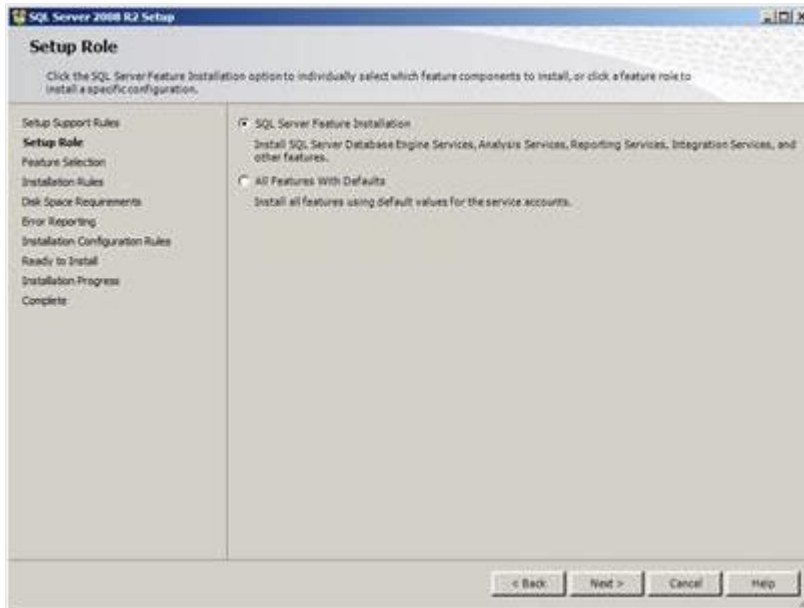 SQL Server 2008 R2 Setup
Setup Role
Click the SQL Server Feature Installation option to individually select which feature components to install, or click a feature role to
install a specific configuration.
Setup Support Rules
Setup Role
Feature Selection
Installation Rules
Disk Space Requirements
Error Reporting
Installation Configuration Rules
Ready to Install
Installation Progress
Complete
SQL Server Feature Installation
Install SQL Server Database Engine Services, Analysis Services, Reporting Services, Integration Services, and
other features.
All Features With Defaults
Install all features using default values for the service accounts.
< Back
Next >
Cancel
Help